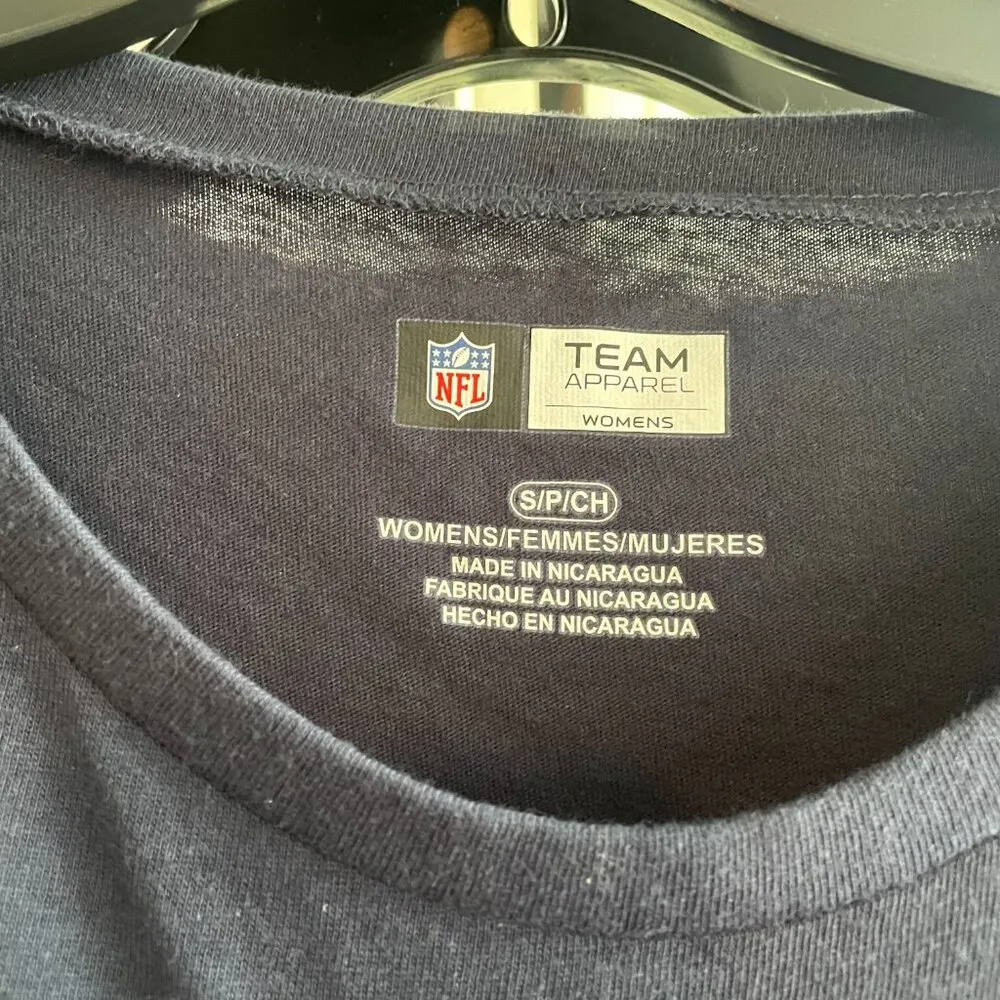 NFL
TEAM
APPAREL
WOMENS
S/P/CH
WOMENS/FEMMES/MUJERES
MADE IN NICARAGUA
FABRIQUE AU NICARAGUA
HECHO EN NICARAGUA